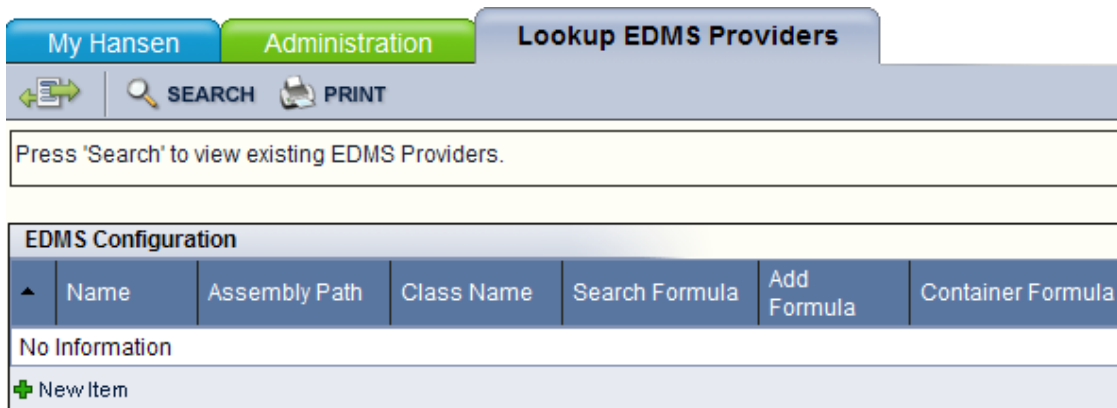 My Hansen Administration Lookup EDMS Providers
SEARCH PRINT
Press 'Search' to view existing EDMS Providers.
EDMS Configuration
Name Assembly Path Class Name Search Formula Add Formula Container Formula
No Information
New Item